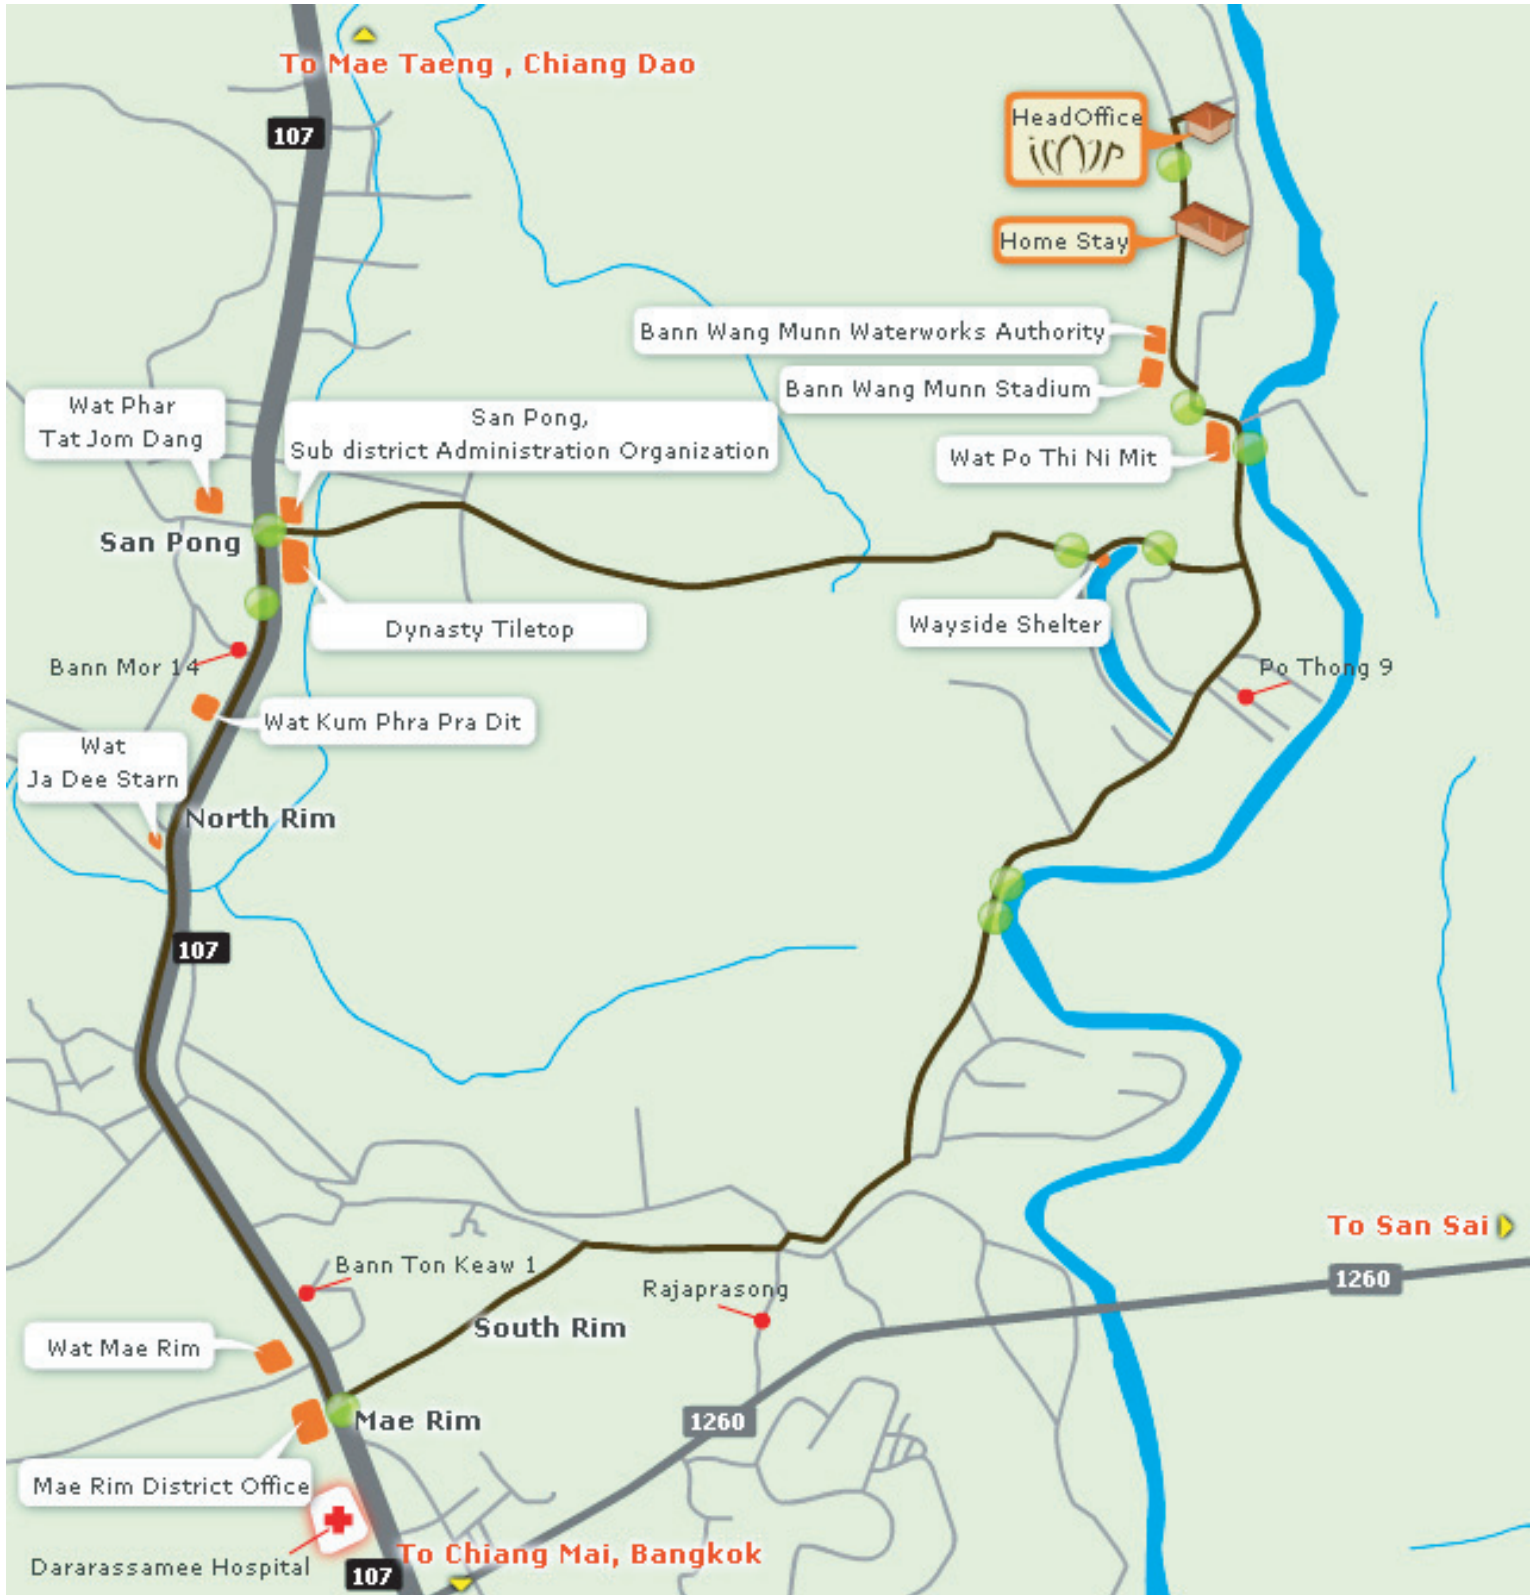 To Mae Taeng , Chiang Dao
107
HeadOffice
Home Stay
Bann Wang Munn Waterworks Authority
Bann Wang Munn Stadium
Wat Phar
Tat Jom Dang
San Pong,
Sub district Administration Organization
Wat Po Thi Ni Mit
San Pong
Dynasty Tiletop
Wayside Shelter
Bann Mor 14
Po Thong 9
Wat Kum Phra Pra Dit
Wat
Ja Dee Starn
North Rim
107
To San Sai
1260
Bann Ton Keaw 1
Rajaprasong
South Rim
Wat Mae Rim
Mae Rim
1260
Mae Rim District Office
To Chiang Mai, Bangkok
Dararassamee Hospital
107